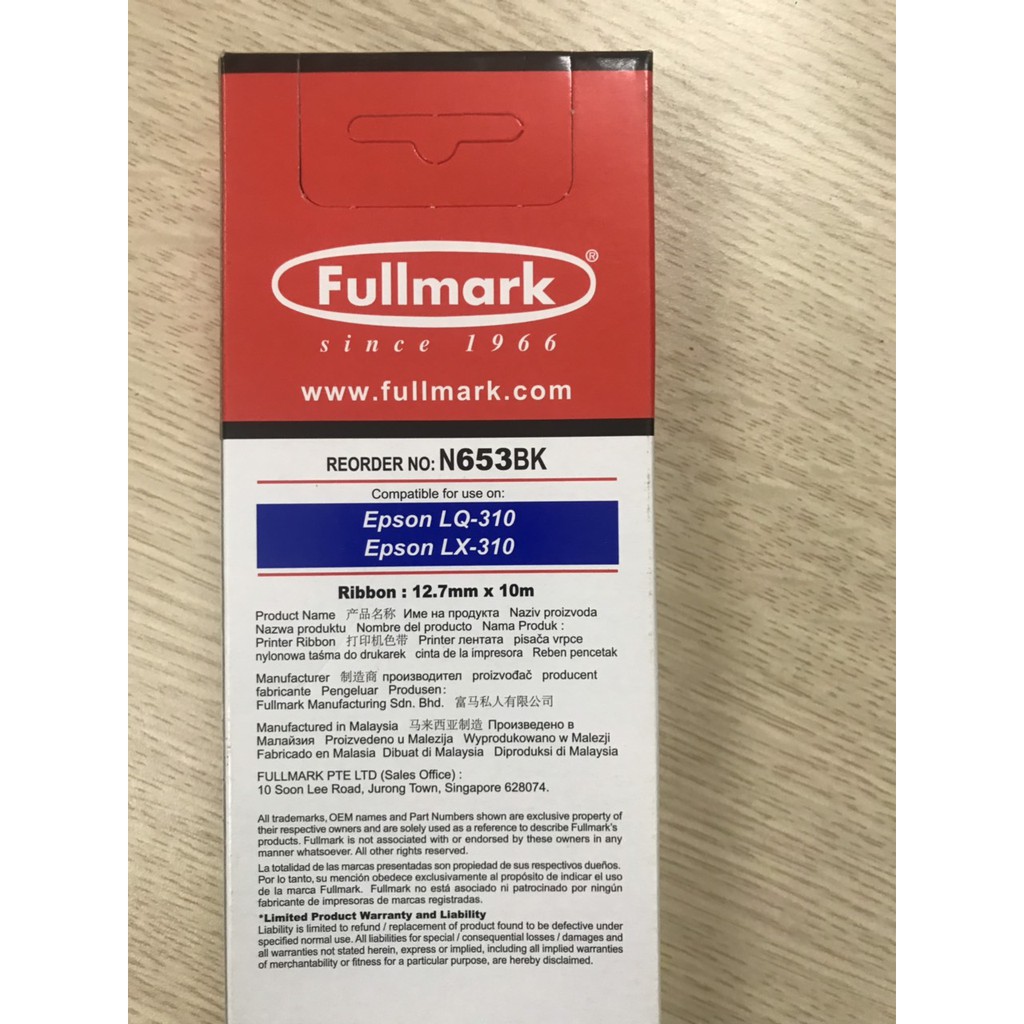 Fullmark®
since 1966
www.fullmark.com
REORDER NO: N653BK
Compatible for use on:
Epson LQ-310
Epson LX-310
Ribbon : 12.7mm x 10m
Product Name 产品名称 Име на продукта Naziv proizvoda
Nazwa produktu Nombre del producto Nama Produk :
Printer Ribbon 打印机色带 Printer лентата pisača vrpce
nylonowa taśma do drukarek cinta de la impresora Reben pencetak
Manufacturer 制造商 производител proizvođač producent
fabricante Pengeluar Produsen:
Fullmark Manufacturing Sdn. Bhd. 富马私人有限公司
Manufactured in Malaysia 马来西亚制造 Произведено в
Малайзия Proizvedeno u Malezija Wyprodukowano w Malezji
Fabricado en Malasia Dibuat di Malaysia Diproduksi di Malaysia
FULLMARK PTE LTD (Sales Office) :
10 Soon Lee Road, Jurong Town, Singapore 628074.
All trademarks, OEM names and Part Numbers shown are exclusive property of
their respective owners and are solely used as a reference to describe Fullmark's
products. Fullmark is not associated with or endorsed by these owners in any
manner whatsoever. All other rights reserved.
La totalidad de las marcas presentadas son propiedad de sus respectivos dueños.
Por lo tanto, su mención obedece exclusivamente al propósito de indicar el uso
de la marca Fullmark. Fullmark no está asociado ni patrocinado por ningún
fabricante de impresoras de marcas registradas.
*Limited Product Warranty and Liability
Liability is limited to refund / replacement of product found to be defective under
specified normal use. All liabilities for special / consequential losses / damages and
all warranties not stated herein, express or implied, including all implied warranties
of merchantability or fitness for a particular purpose, are hereby disclaimed.